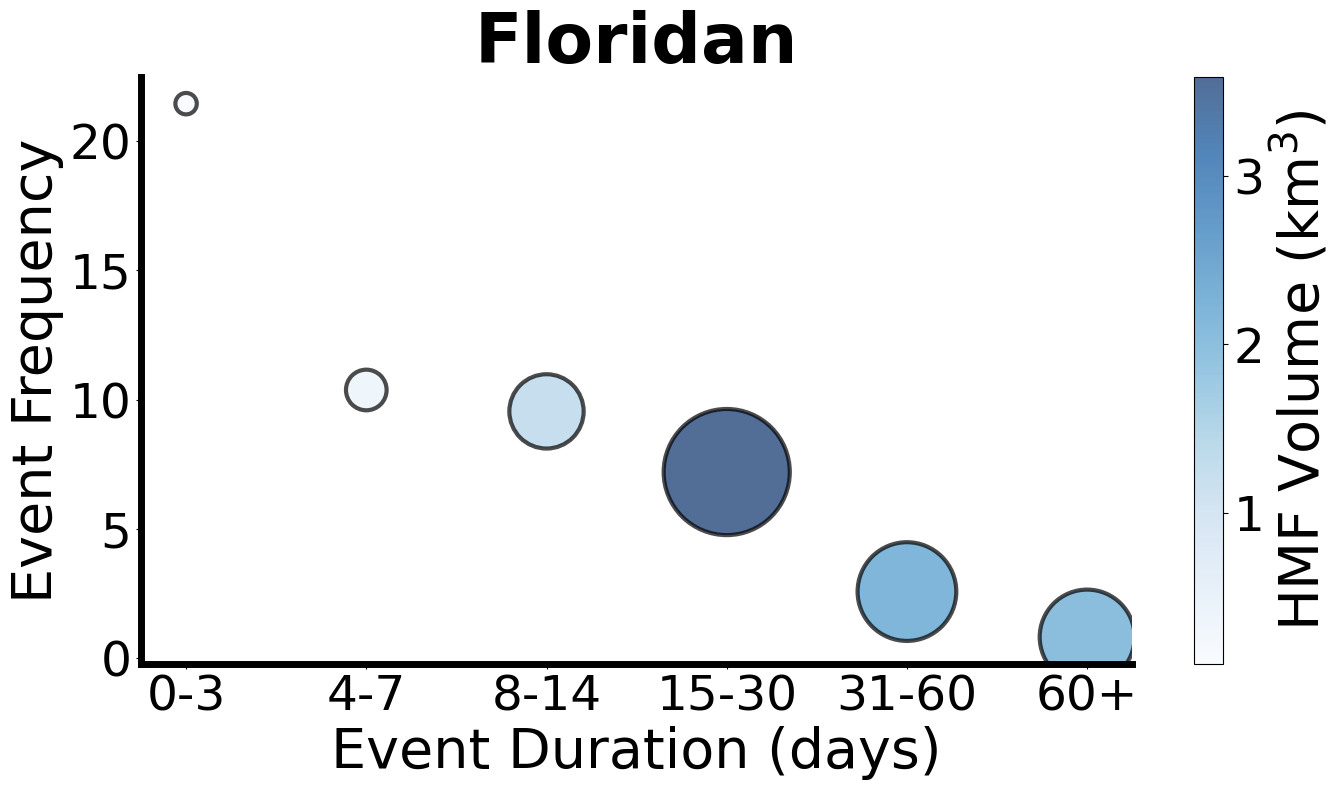 Floridan
Event Frequency
20
15
10
5
0
0-3 4-7 8-14 15-30 31-60 60+
Event Duration (days)
3
2
1
HMF Volume (km³)